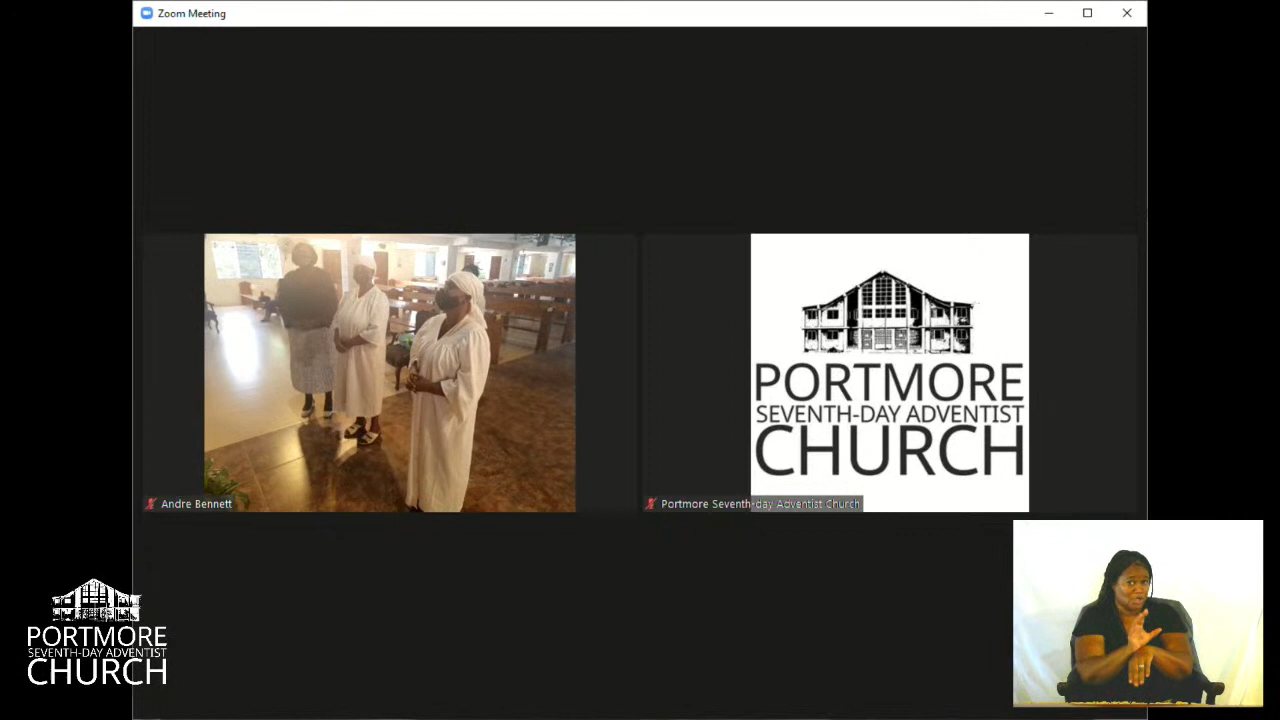 Zoom Meeting
PORTMORE
SEVENTH-DAY ADVENTIST
CHURCH
Andre Bennett
Portmore Seventh-day Adventist Church
PORTMORE
SEVENTH-DAY ADVENTIST
CHURCH